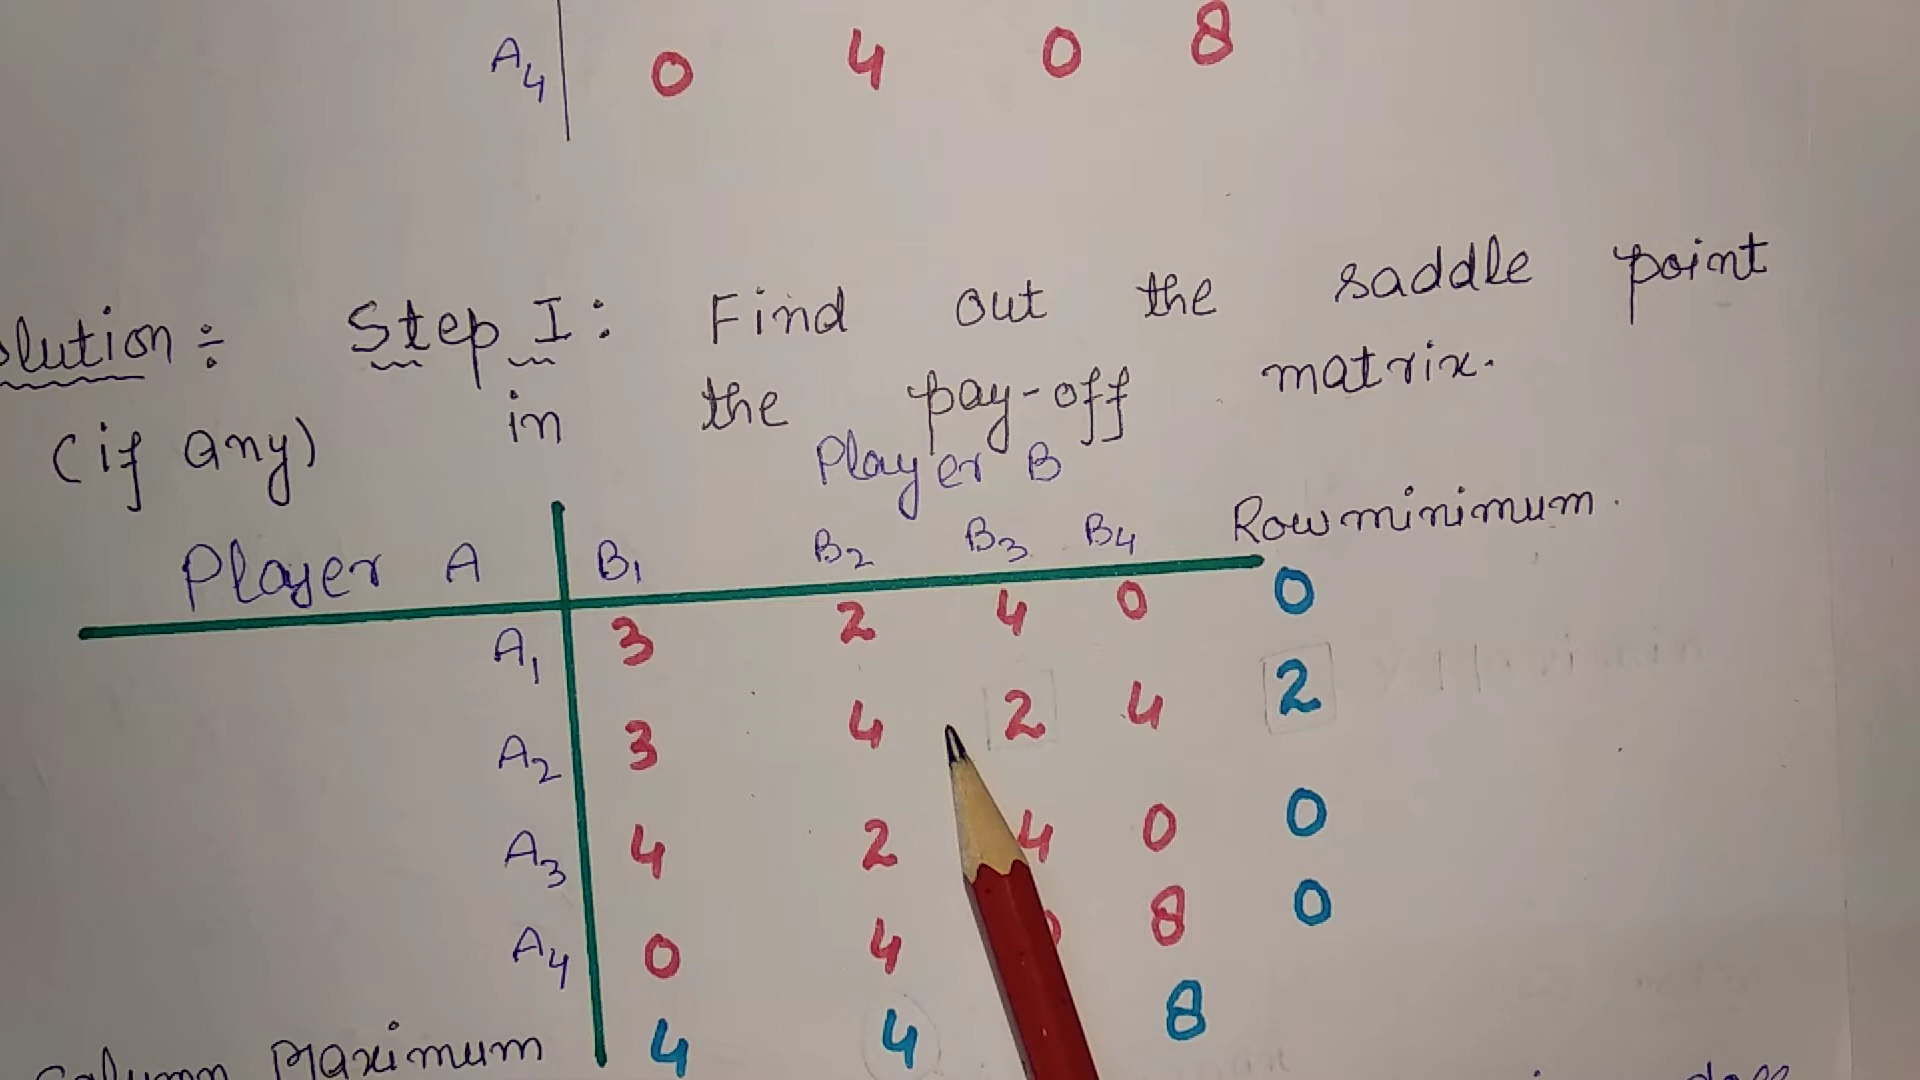 A4 0 4 0 8
Solution÷ Step I: Find out the saddle point
(if any) in the pay-off matrix.
Player B
Player A B1 B2 B3 B4 Row minimum.
A1 3 2 4 0 0
A2 3 4 2 4 2
A3 4 2 4 0 0
A4 0 4 8 0
Column Maximum 4 4 8